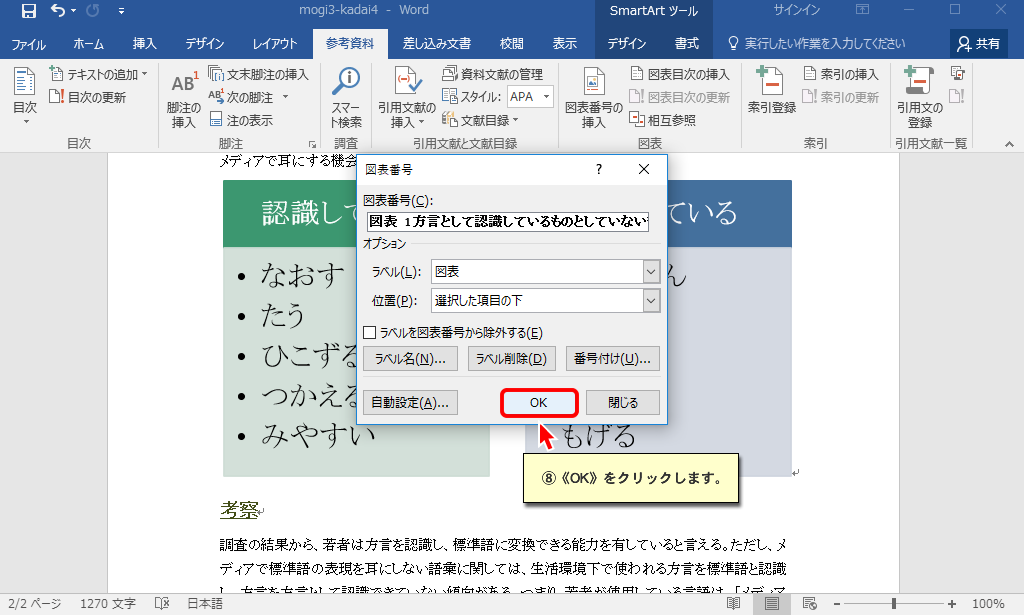 mogi3-kadai4 - Word
SmartArt ツール
サインイン
ファイル
ホーム
挿入
デザイン
レイアウト
参考資料
差し込み文書
校閲
表示
デザイン
書式
実行したい作業を入力してください
共有
目次
テキストの追加
目次の更新
目次
AB1
脚注の
挿入
文末脚注の挿入
次の脚注
注の表示
脚注
スマー
ト検索
調査
引用文献の
挿入
資料文献の管理
スタイル: APA
文献目録
引用文献と文献目録
図表番号の
挿入
図表目次の挿入
図表目次の更新
相互参照
図表
索引登録
索引の挿入
索引の更新
索引
引用文の
登録
引用文献一覧
メディアで耳にする機会
認識して
ている
• なおす
• たう
• ひこずる
• つかえる
• みやすい
ん
もげる
図表番号
?
図表番号(C):
図表 1方言として認識しているものとしていない
オプション
ラベル(L): 図表
位置(P): 選択した項目の下
ラベルを図表番号から除外する(E)
ラベル名(N)...
ラベル削除(D)
番号付け(U)...
自動設定(A)...
OK
閉じる
⑧《OK》をクリックします。
考察
調査の結果から、若者は方言を認識し、標準語に変換できる能力を有していると言える。ただし、メ
ディアで標準語の表現を耳にしない語彙に関しては、生活環境下で使われる方言を標準語と認識
し、方言を方言として認識できていない傾向がある。つまり、若者が使用している言語は、「メディア
2/2 ページ
1270 文字
日本語
100%